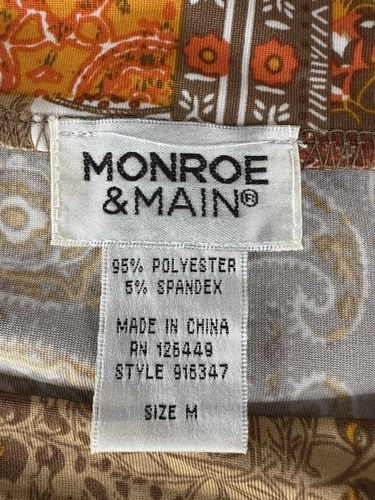 MONROE
&MAIN®
95% POLYESTER
5% SPANDEX
MADE IN CHINA
RN 126449
STYLE 916347
SIZE M